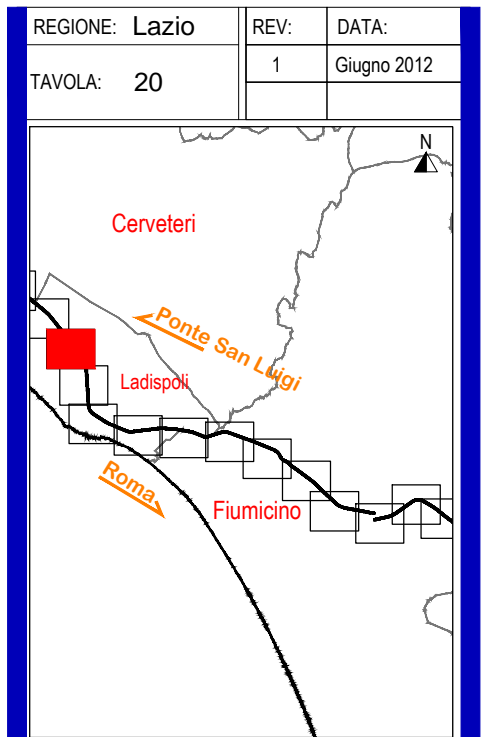 REGIONE: Lazio
REV:
DATA:
TAVOLA: 20
1
Giugno 2012
N
Cerveteri
Ponte San Luigi
Ladispoli
Roma
Fiumicino